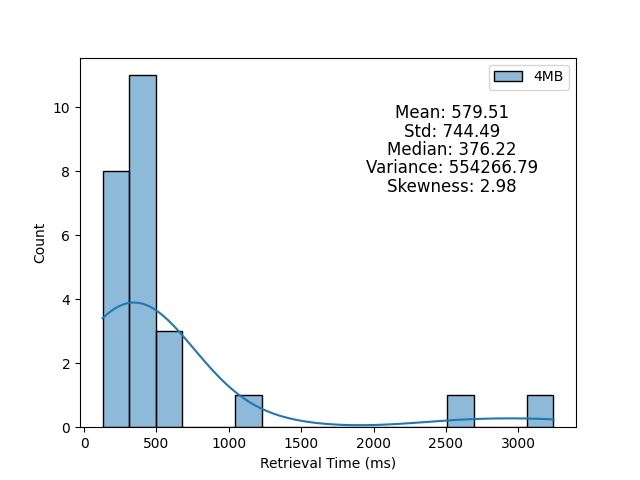 4MB
Mean: 579.51
Std: 744.49
Median: 376.22
Variance: 554266.79
Skewness: 2.98
10
8
6
4
2
0
Count
0 500 1000 1500 2000 2500 3000
Retrieval Time (ms)